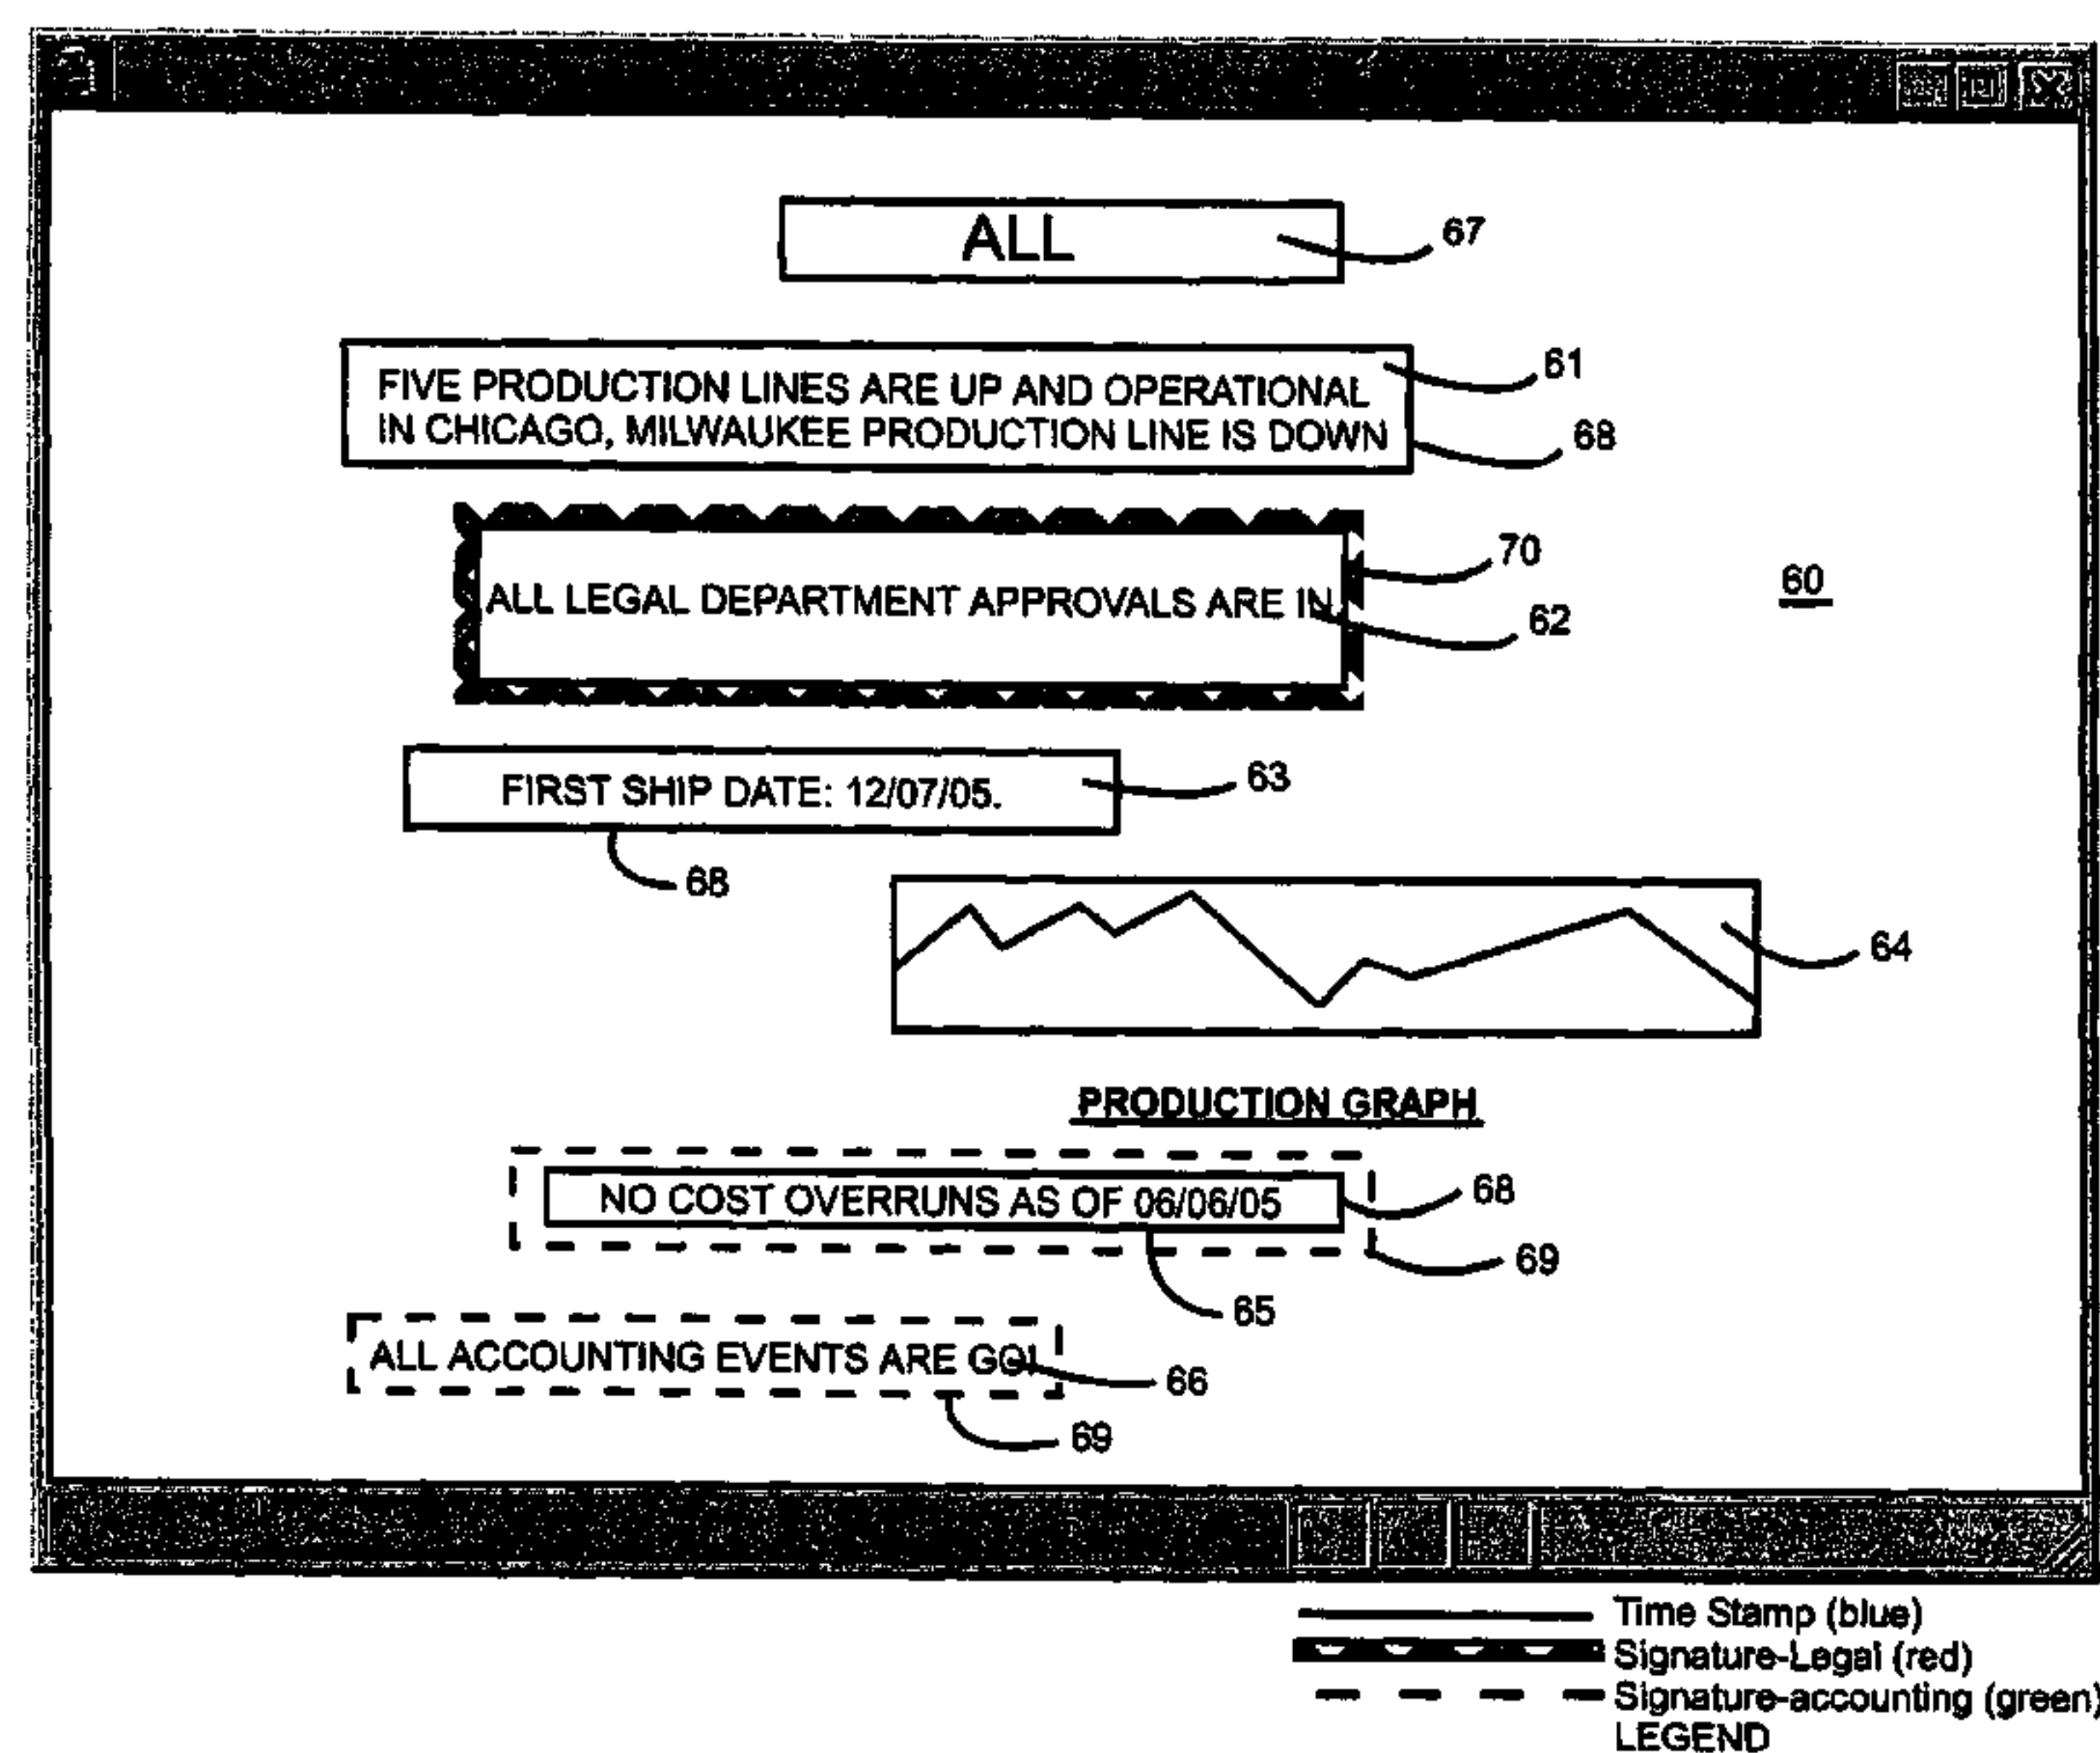 ALL
67
FIVE PRODUCTION LINES ARE UP AND OPERATIONAL
IN CHICAGO, MILWAUKEE PRODUCTION LINE IS DOWN
61
68
70
ALL LEGAL DEPARTMENT APPROVALS ARE IN
62
60
FIRST SHIP DATE: 12/07/05.
63
68
64
PRODUCTION GRAPH
NO COST OVERRUNS AS OF 06/06/05
68
69
65
ALL ACCOUNTING EVENTS ARE GO!
66
69
Time Stamp (blue)
Signature-Legal (red)
Signature-accounting (green)
LEGEND